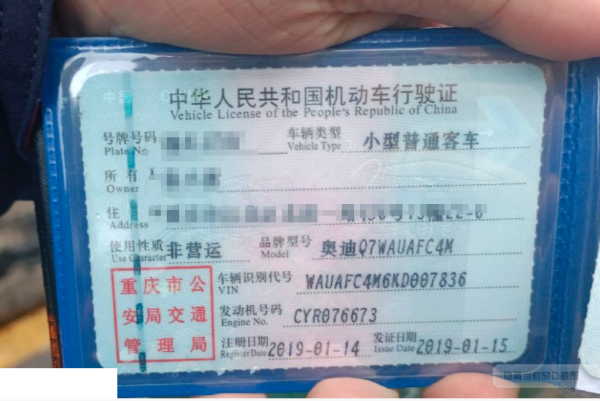 中华人民共和国机动车行驶证
Vehicle License of the People's Republic of China
号牌号码 Plate No. 车辆类型 Vehicle Type 小型普通客车
所有 Owner
住 Address
使用性质 Use Character 非营运 品牌型号 Model 奥迪Q7WAUAFC4M
重庆市公
安局交通
管理局
车辆识别代号 VIN WAUAFC4M6KD007836
发动机号码 Engine No. CYR076673
注册日期 Register Date 2019-01-14 发证日期 Issue Date 2019-01-15